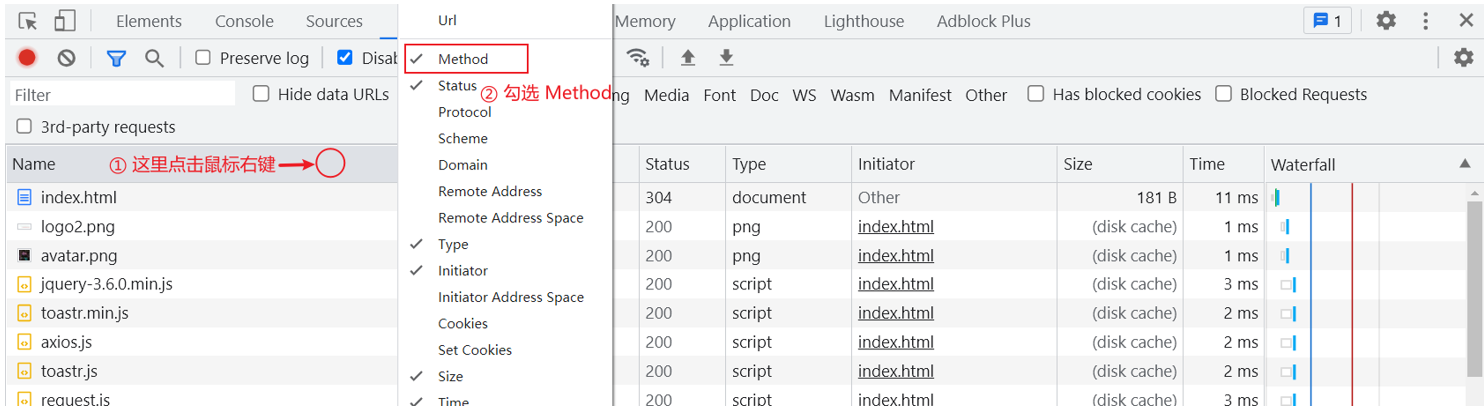 Elements Console Sources Memory Application Lighthouse Adblock Plus 1
Preserve log Disab
Filter Hide data URLs ng Media Font Doc WS Wasm Manifest Other Has blocked cookies Blocked Requests
3rd-party requests
Url
Method
Status
② 勾选 Method
Protocol
Scheme
Domain
Remote Address
Remote Address Space
Type
Initiator
Initiator Address Space
Cookies
Set Cookies
Size
Time
Name ① 这里点击鼠标右键 Status Type Initiator Size Time Waterfall
index.html 304 document Other 181 B 11 ms
logo2.png 200 png index.html (disk cache) 1 ms
avatar.png 200 png index.html (disk cache) 1 ms
jquery-3.6.0.min.js 200 script index.html (disk cache) 3 ms
toastr.min.js 200 script index.html (disk cache) 2 ms
axios.js 200 script index.html (disk cache) 2 ms
toastr.js 200 script index.html (disk cache) 2 ms
request.js 200 script index.html (disk cache) 3 ms